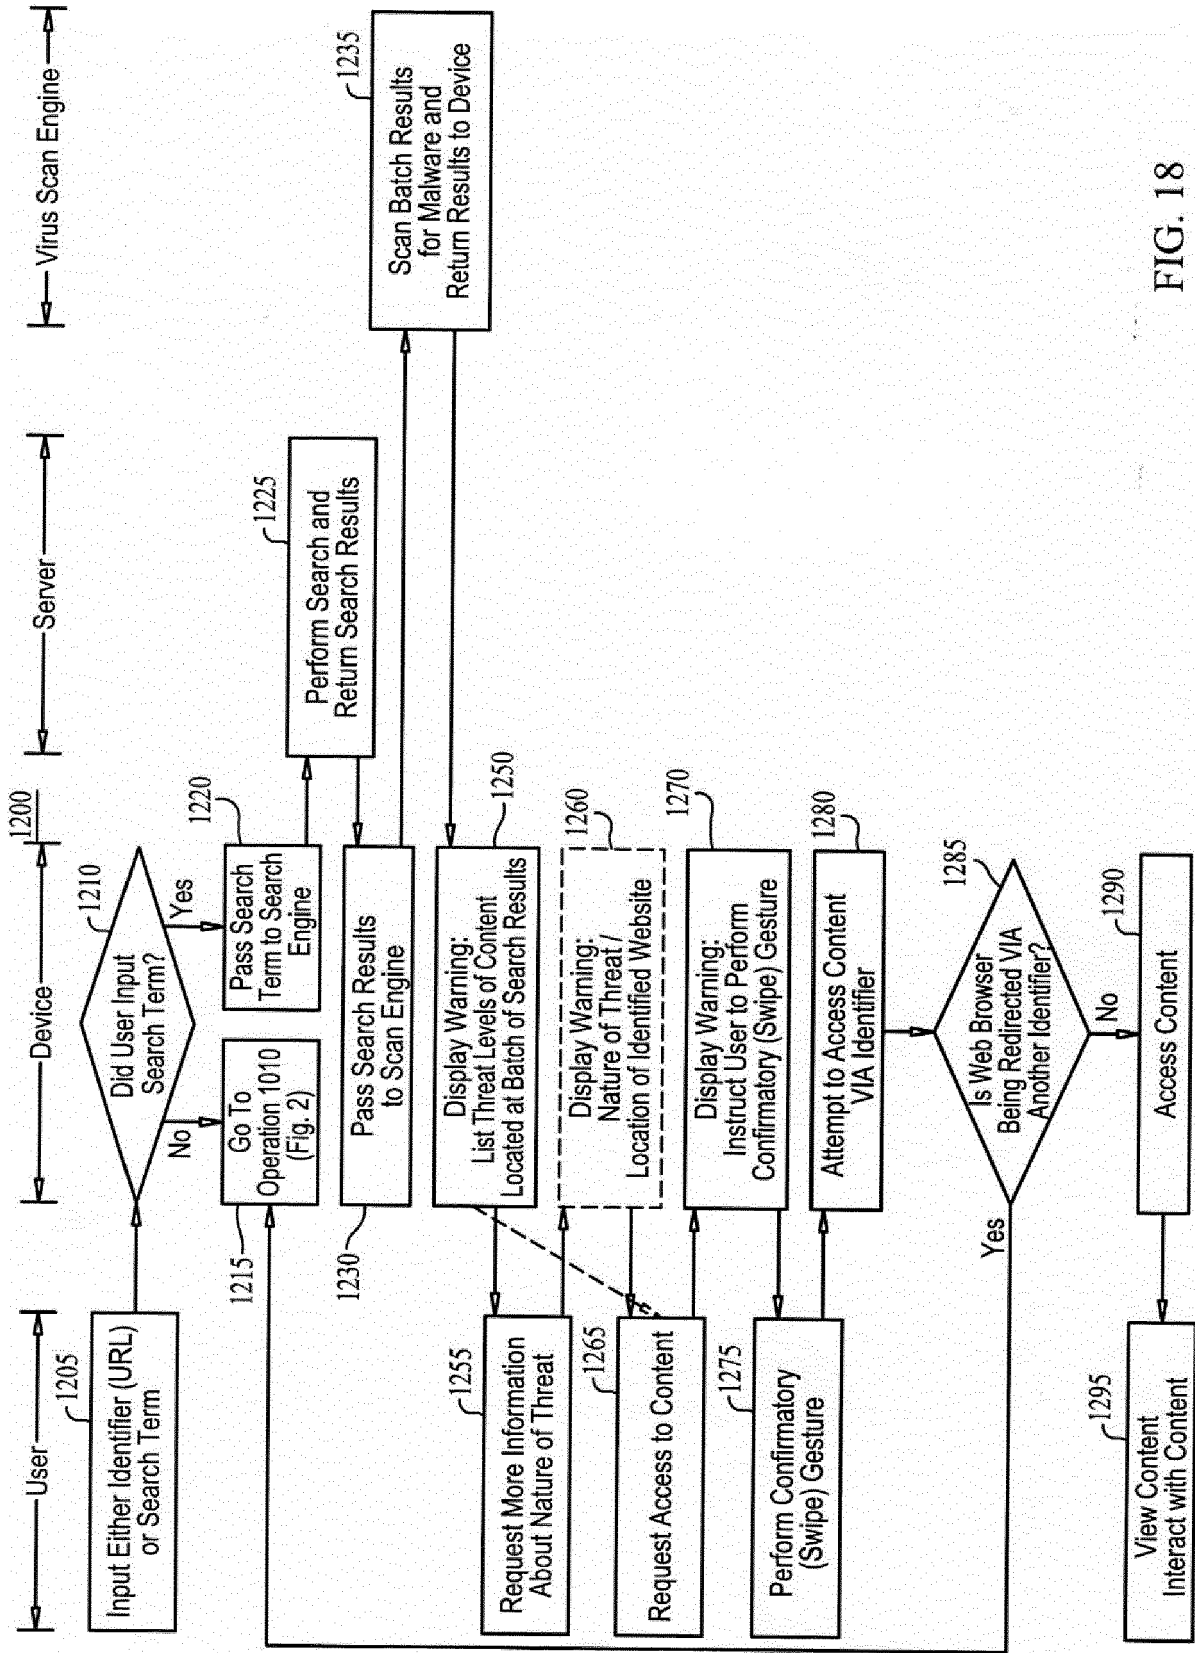 1200
User
Device
Server
Virus Scan Engine
1205
Input Either Identifier (URL)
or Search Term
1210
Did User Input
Search Term?
No
Yes
1215
Go To
Operation 1010
(Fig. 2)
1220
Pass Search
Term to Search
Engine
1225
Perform Search and
Return Search Results
1230
Pass Search Results
to Scan Engine
1235
Scan Batch Results
for Malware and
Return Results to Device
1250
Display Warning:
List Threat Levels of Content
Located at Batch of Search Results
1255
Request More Information
About Nature of Threat
1260
Display Warning:
Nature of Threat /
Location of Identified Website
1265
Request Access to Content
1270
Display Warning:
Instruct User to Perform
Confirmatory (Swipe) Gesture
1275
Perform Confirmatory
(Swipe) Gesture
1280
Attempt to Access Content
VIA Identifier
1285
Is Web Browser
Being Redirected VIA
Another Identifier?
Yes
No
1290
Access Content
1295
View Content
Interact with Content
FIG. 18